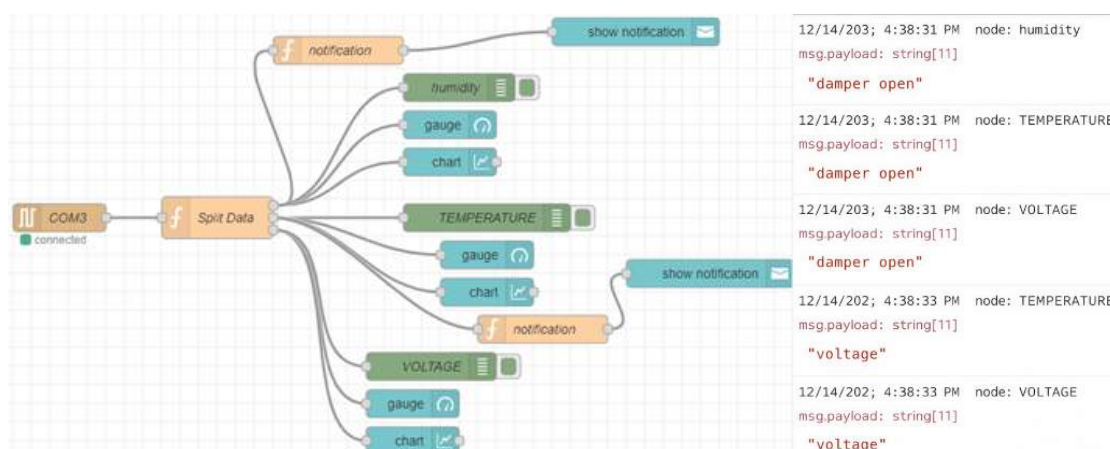 notification
show notification
humidity
gauge
chart
COM3
connected
Split Data
TEMPERATURE
gauge
chart
show notification
notification
VOLTAGE
gauge
chart
12/14/203; 4:38:31 PM node: humidity
msg.payload: string[11]
"damper open"
12/14/203; 4:38:31 PM node: TEMPERATURE
msg.payload: string[11]
"damper open"
12/14/203; 4:38:31 PM node: VOLTAGE
msg.payload: string[11]
"damper open"
12/14/202; 4:38:33 PM node: TEMPERATURE
msg.payload: string[11]
"voltage"
12/14/202; 4:38:33 PM node: VOLTAGE
msg.payload: string[11]
"voltage"